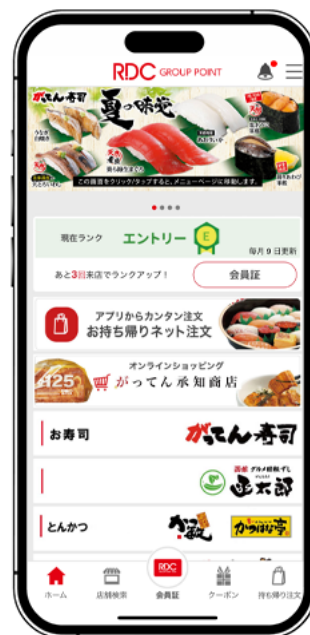 RDC GROUP POINT
がってん寿司
夏の味覚
この画面をクリック/タップすると、メニューページに移動します。
現在ランク
エントリー
E
毎月9日更新
あと3回来店でランクアップ!
会員証
アプリからカンタン注文
お持ち帰りネット注文
オンラインショッピング
がってん承知商店
お寿司
がってん寿司
函館 グルメ回転ずし
函太郎
とんかつ
かつ敏
かつはな亭
RDC
ホーム
店舗検索
会員証
クーポン
持ち帰り注文